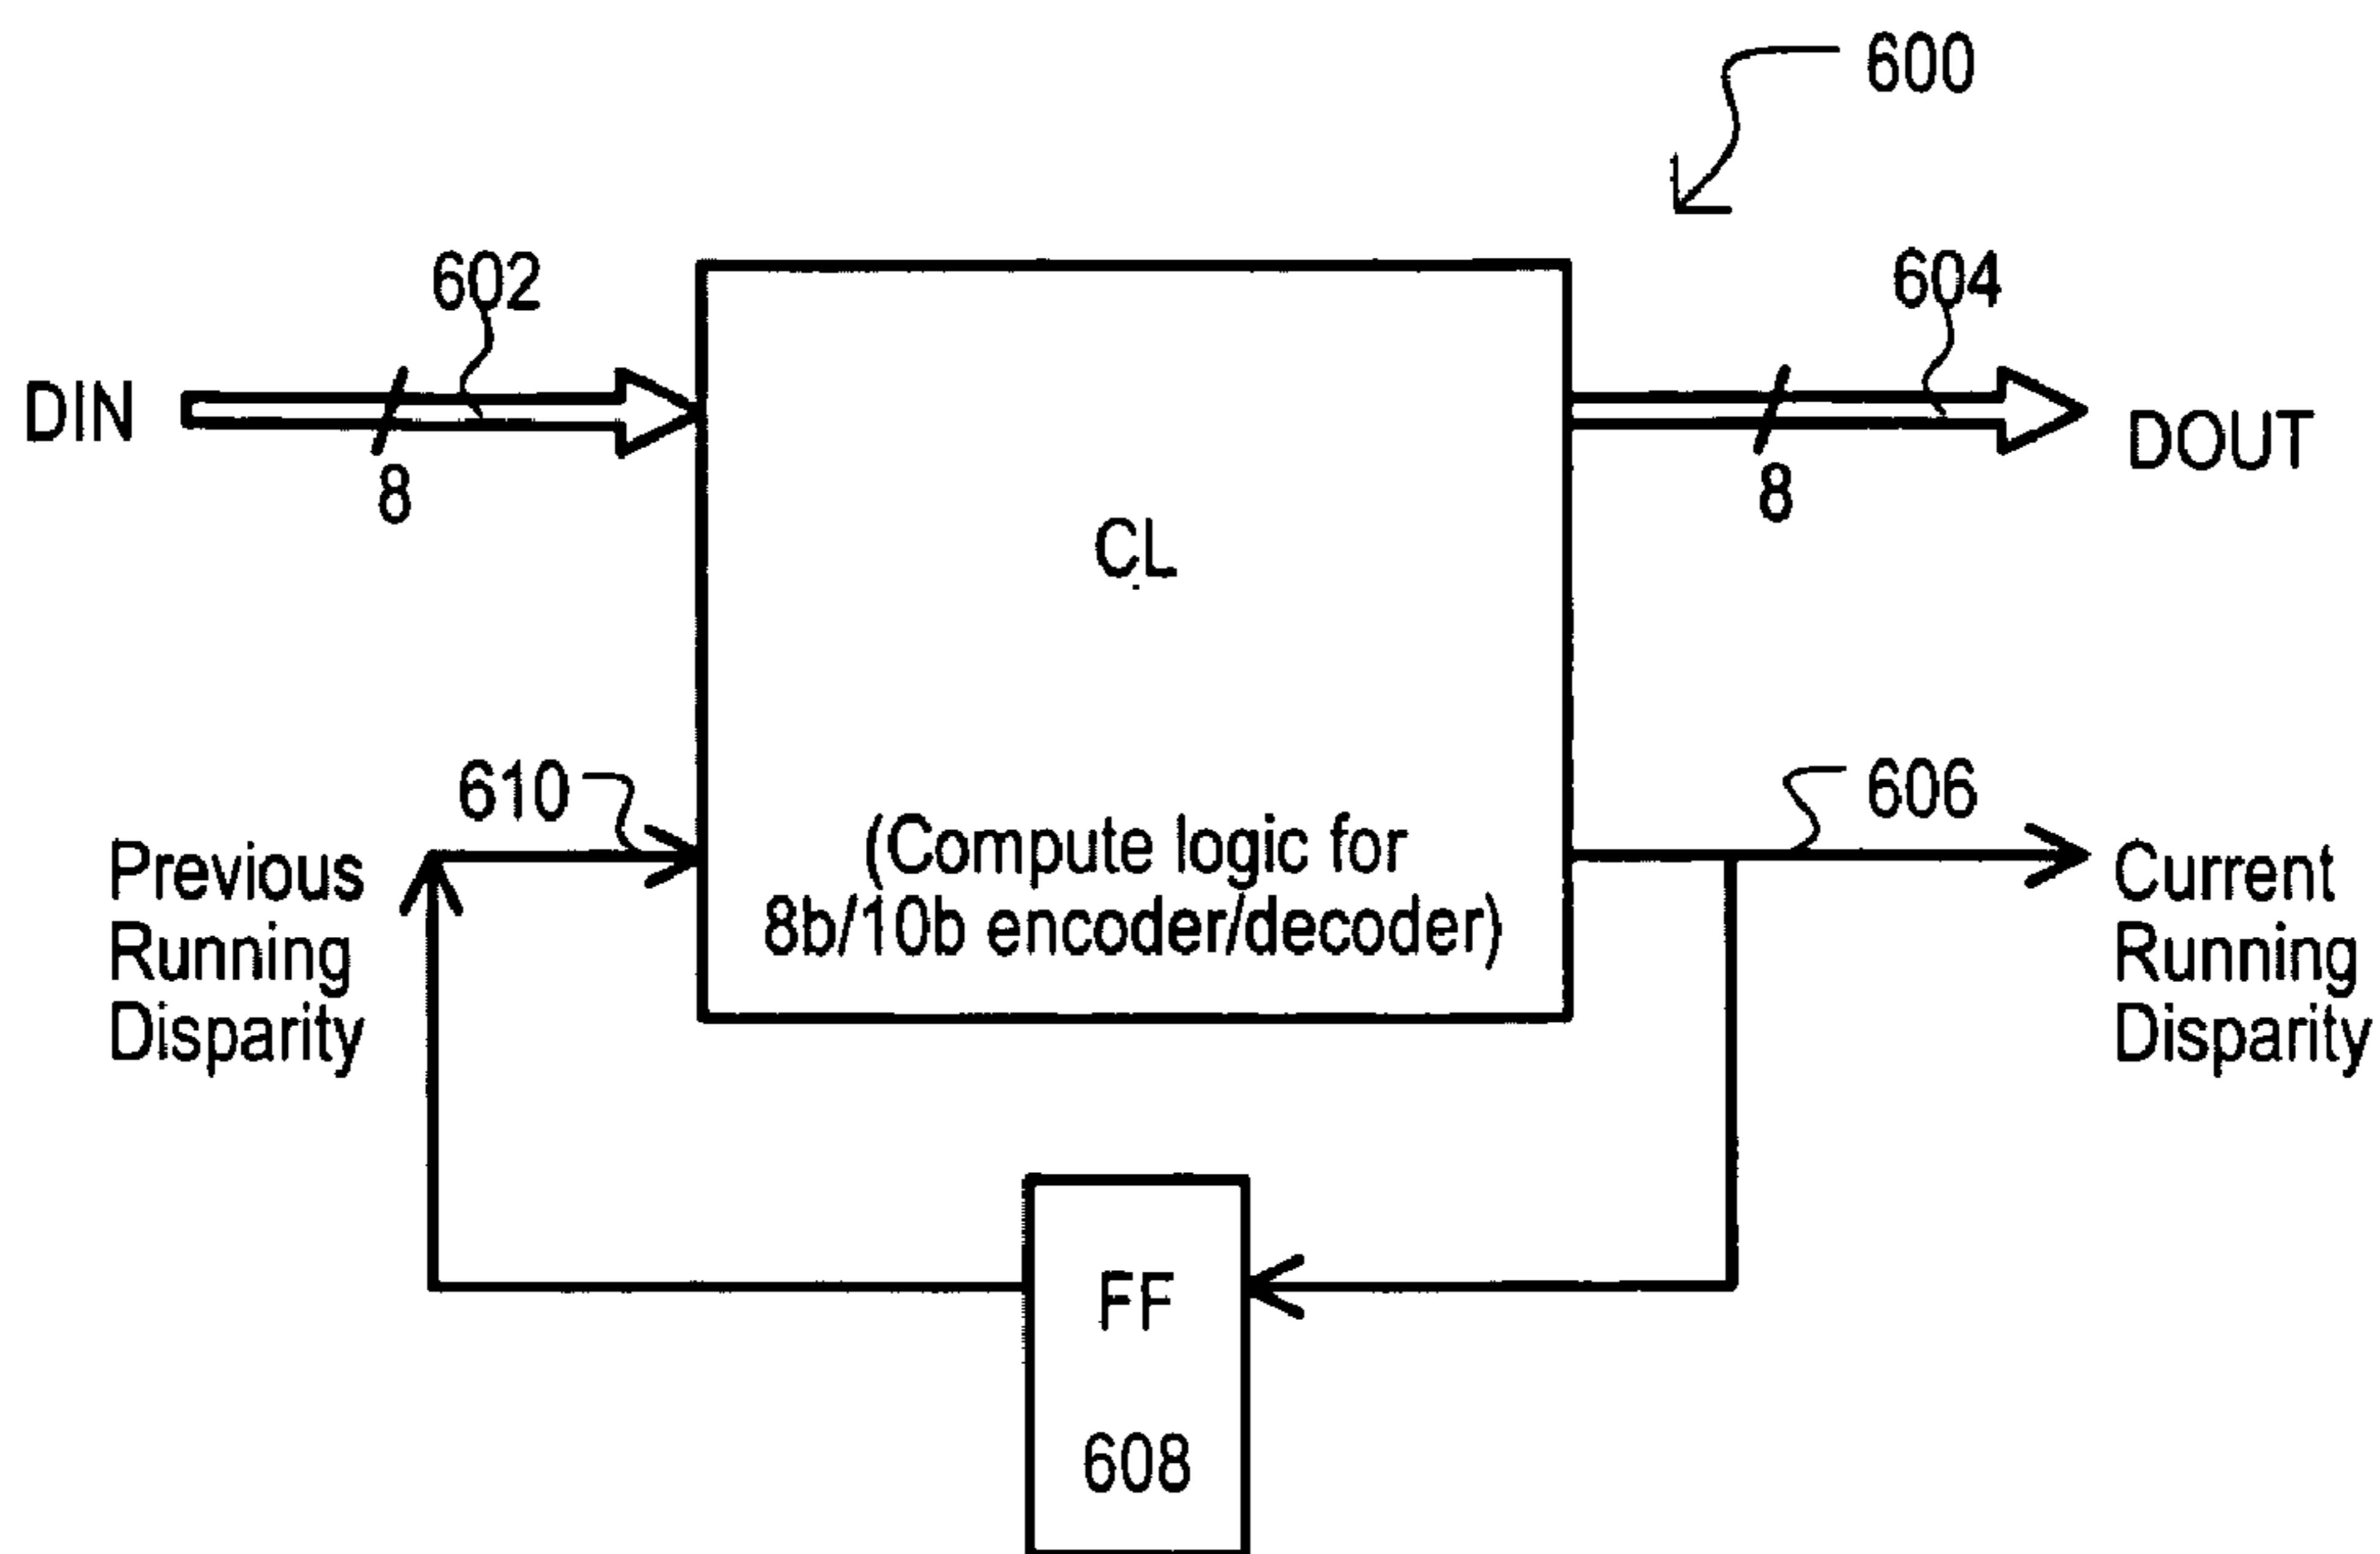 600
602
604
DIN
DOUT
8
8
CL
610
606
(Compute logic for
8b/10b encoder/decoder)
Previous
Running
Disparity
Current
Running
Disparity
FF
608